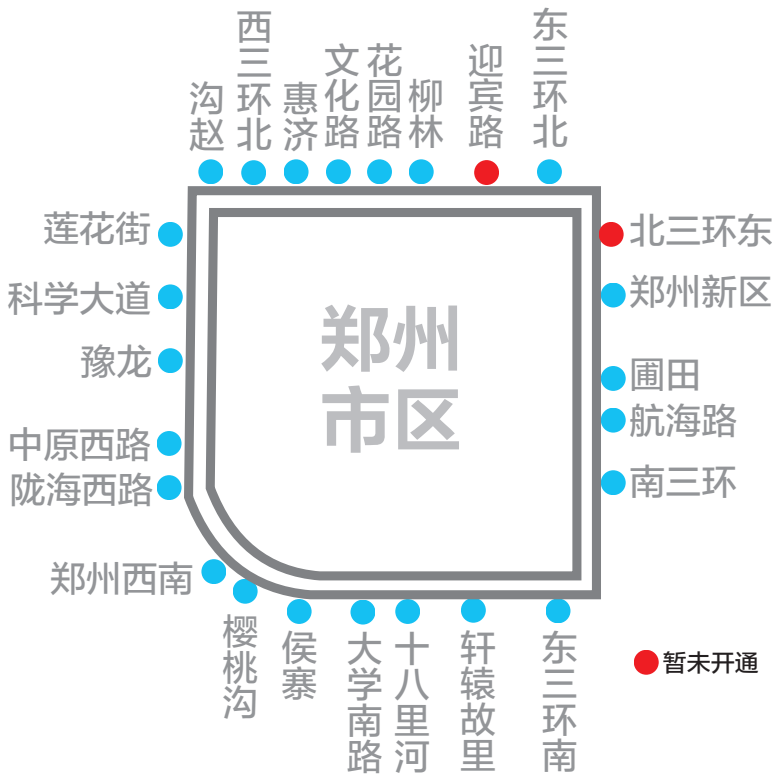 沟赵
西三环北
惠济
文化路
花园路
柳林
迎宾路
东三环北
莲花街
科学大道
豫龙
中原西路
陇海西路
郑州西南
郑州
市区
北三环东
郑州新区
圃田
航海路
南三环
樱桃沟
侯寨
大学南路
十八里河
轩辕故里
东三环南
暂未开通